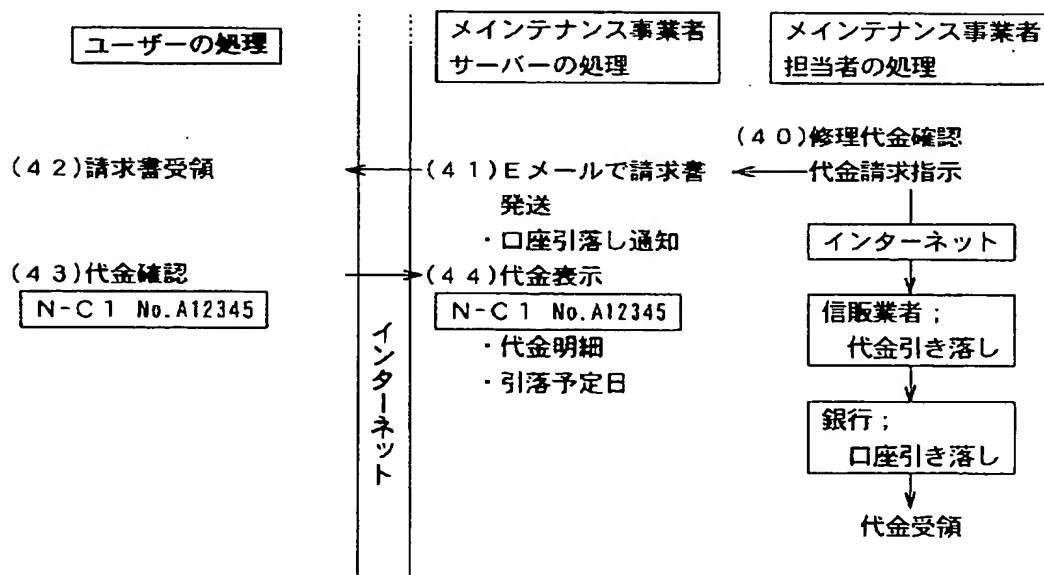 ユーザーの処理
メインテナンス事業者
サーバーの処理
メインテナンス事業者
担当者の処理
(40)修理代金確認
代金請求指示
(41)Eメールで請求書
発送
・口座引落し通知
(42)請求書受領
(43)代金確認
N-C1 No.A12345
(44)代金表示
N-C1 No.A12345
・代金明細
・引落予定日
インターネット
インターネット
信販業者;
代金引き落し
銀行;
口座引き落し
代金受領